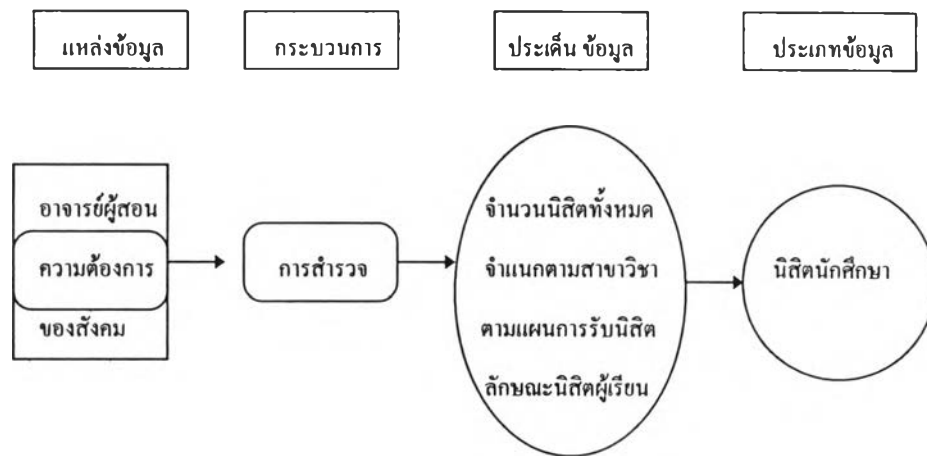 แหล่งข้อมูล
กระบวนการ
ประเด็น ข้อมูล
ประเภทข้อมูล
อาจารย์ผู้สอน
ความต้องการ
ของสังคม
การสำรวจ
จำนวนนิสิตทั้งหมด
จำแนกตามสาขาวิชา
ตามแผนการรับนิสิต
ลักษณะนิสิตผู้เรียน
นิสิตนักศึกษา